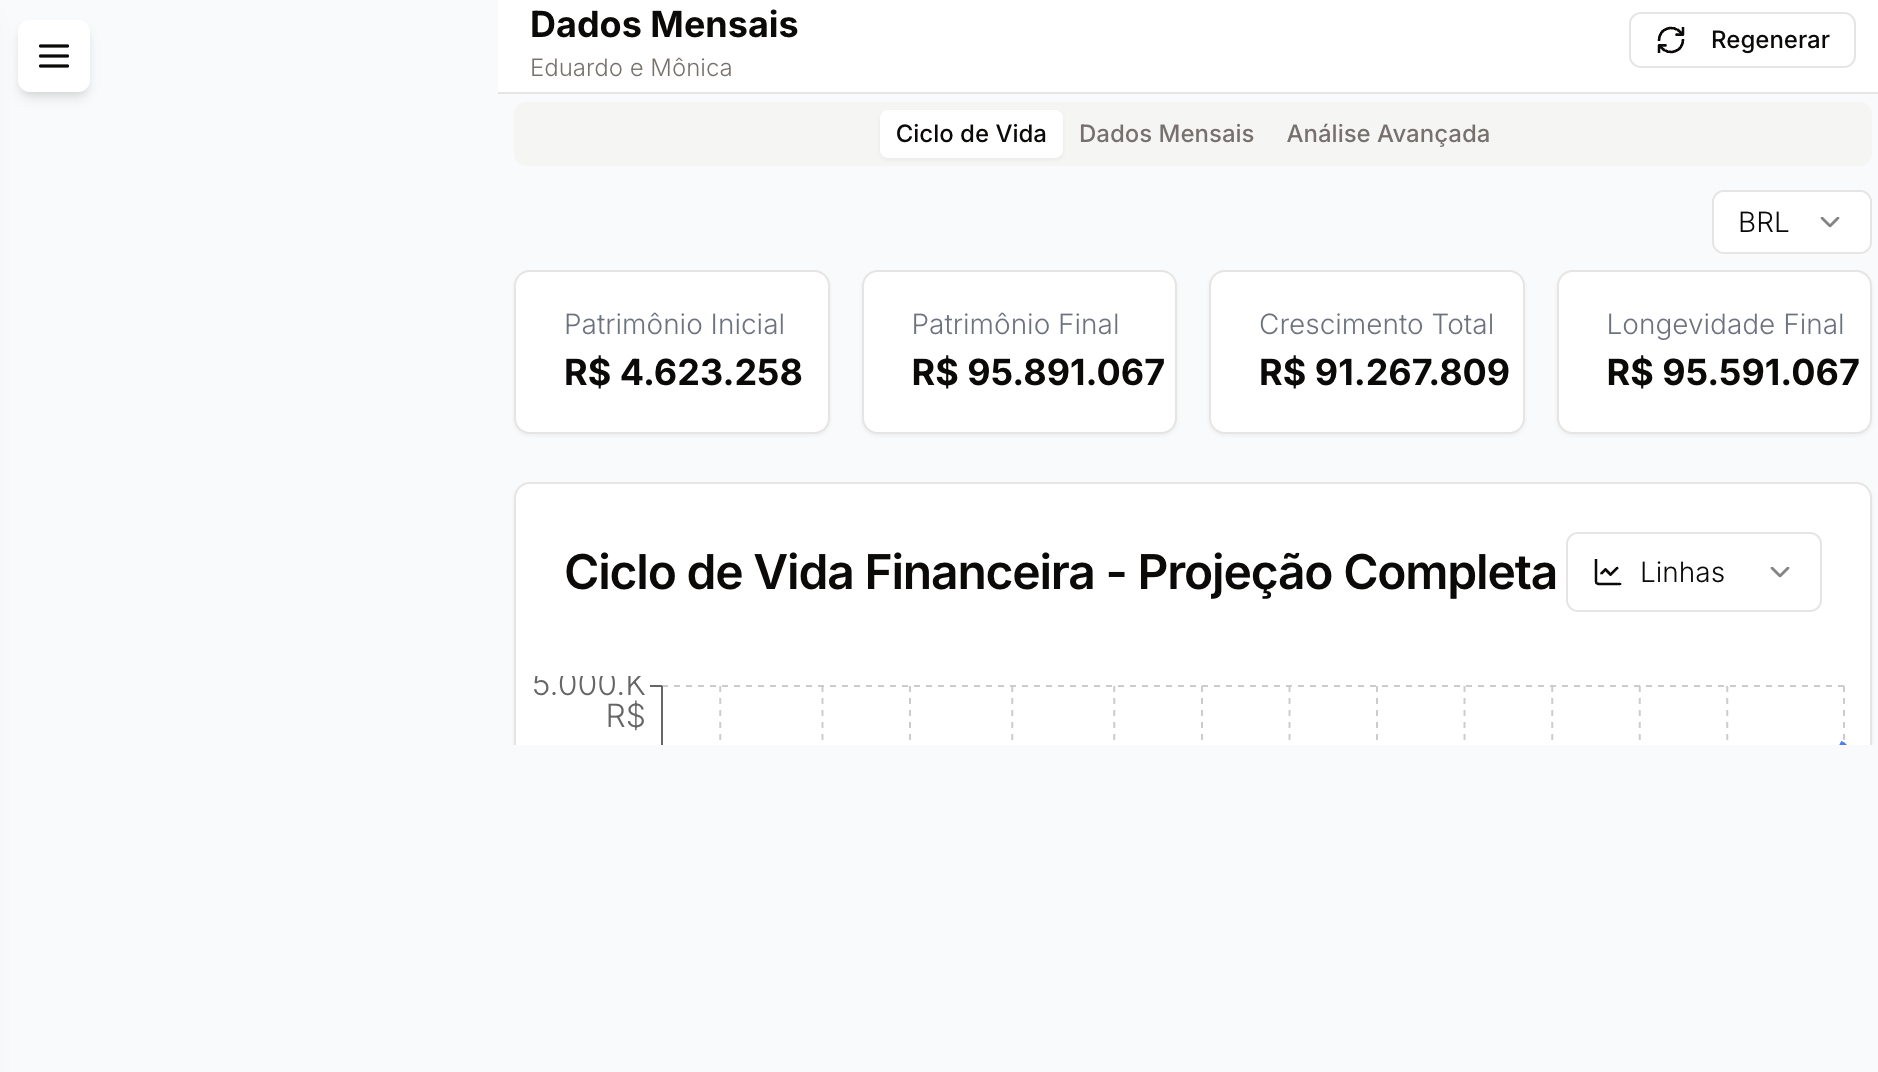 Dados Mensais
Eduardo e Mônica
Regenerar
Ciclo de Vida
Dados Mensais
Análise Avançada
BRL
Patrimônio Inicial
R$ 4.623.258
Patrimônio Final
R$ 95.891.067
Crescimento Total
R$ 91.267.809
Longevidade Final
R$ 95.591.067
Ciclo de Vida Financeira - Projeção Completa
Linhas
5.000.K
R$